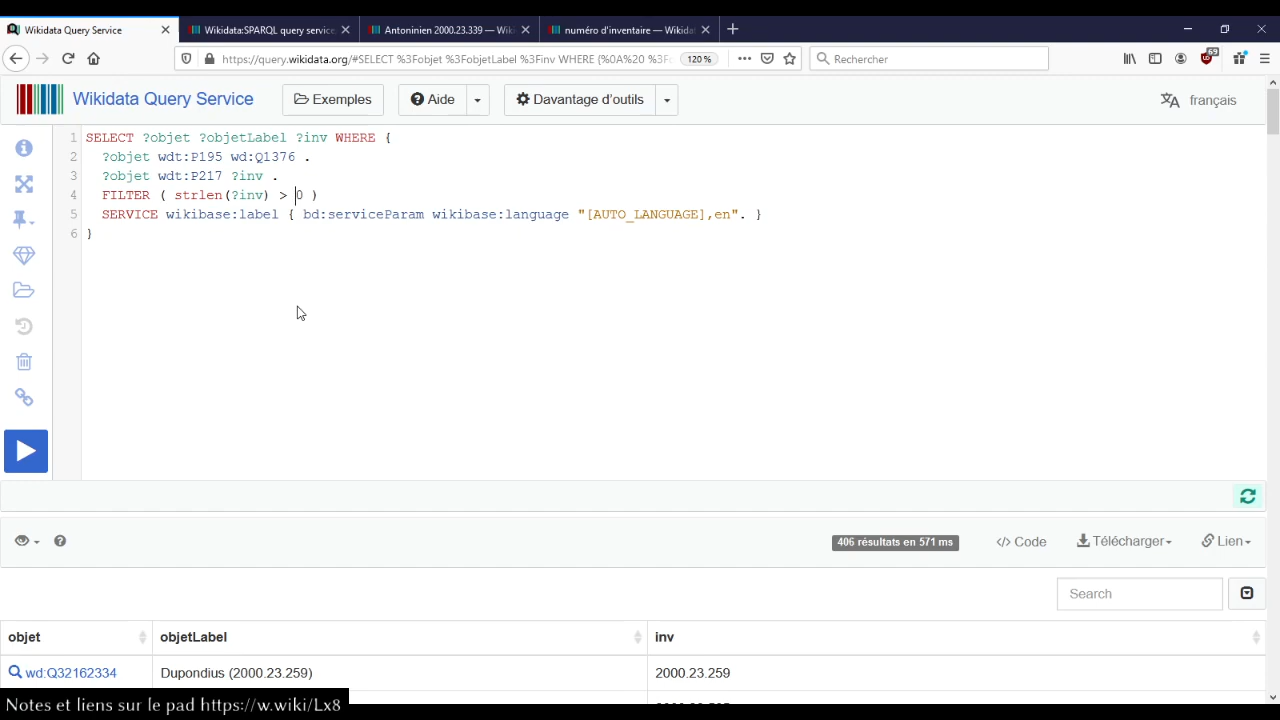 Wikidata Query Service
Wikidata:SPARQL query service
Antoninien 2000.23.339 — Wiki
numéro d'inventaire — Wikidat
https://query.wikidata.org/#SELECT %3Fobjet %3FobjetLabel %3Finv WHERE {%0A%20 %3F
120 %
Rechercher
69
Wikidata Query Service
Exemples
Aide
Davantage d'outils
français
1 SELECT ?objet ?objetLabel ?inv WHERE {
2 ?objet wdt:P195 wd:Q1376 .
3 ?objet wdt:P217 ?inv .
4 FILTER ( strlen(?inv) > 0 )
5 SERVICE wikibase:label { bd:serviceParam wikibase:language "[AUTO_LANGUAGE],en". }
6 }
406 résultats en 571 ms
</> Code
Télécharger
Lien
Search
objet objetLabel inv
wd:Q32162334 Dupondius (2000.23.259) 2000.23.259
Notes et liens sur le pad https://w.wiki/Lx8